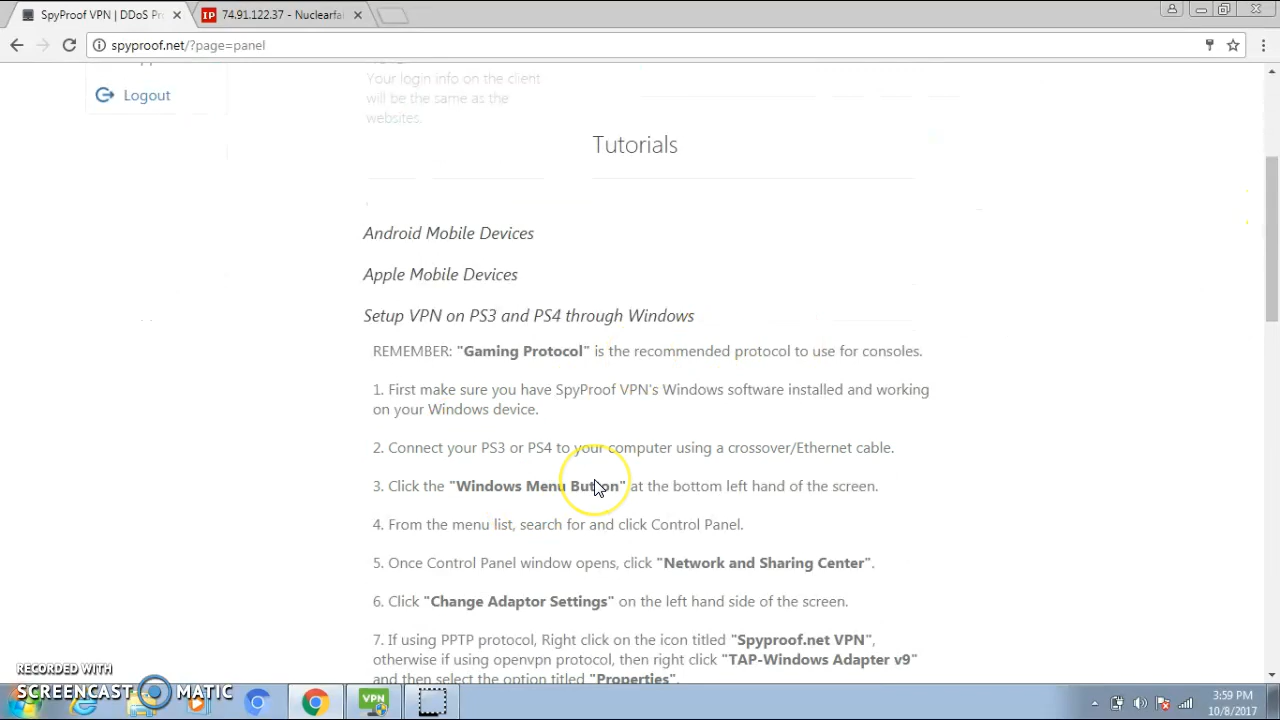 SpyProof VPN | DDoS Pr
74.91.122.37 - Nuclearfal
spyproof.net/?page=panel
Logout
Your login info on the client
will be the same as the
websites.
Tutorials
Android Mobile Devices
Apple Mobile Devices
Setup VPN on PS3 and PS4 through Windows
REMEMBER: "Gaming Protocol" is the recommended protocol to use for consoles.
1. First make sure you have SpyProof VPN's Windows software installed and working
on your Windows device.
2. Connect your PS3 or PS4 to your computer using a crossover/Ethernet cable.
3. Click the "Windows Menu Button" at the bottom left hand of the screen.
4. From the menu list, search for and click Control Panel.
5. Once Control Panel window opens, click "Network and Sharing Center".
6. Click "Change Adaptor Settings" on the left hand side of the screen.
7. If using PPTP protocol, Right click on the icon titled "Spyproof.net VPN",
otherwise if using openvpn protocol, then right click "TAP-Windows Adapter v9"
and then select the option titled "Properties".
RECORDED WITH
SCREENCAST MATIC
VPN
3:59 PM
10/8/2017